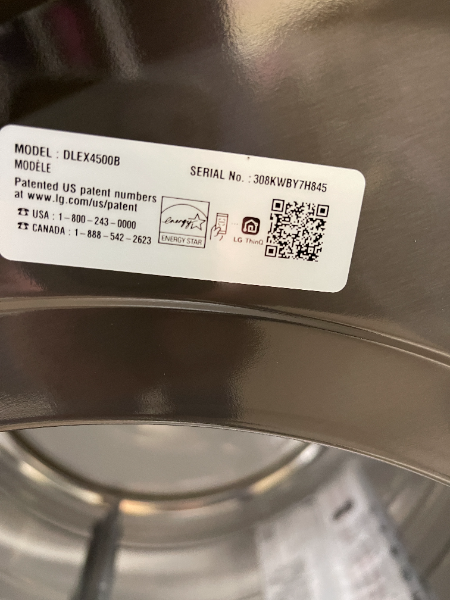 MODEL : DLEX4500B
MODÈLE
SERIAL No. : 308KWBY7H845
Patented US patent numbers
at www.lg.com/us/patent
☎ USA : 1-800-243-0000
☎ CANADA : 1-888-542-2623
energy
ENERGY STAR
LG ThinQ